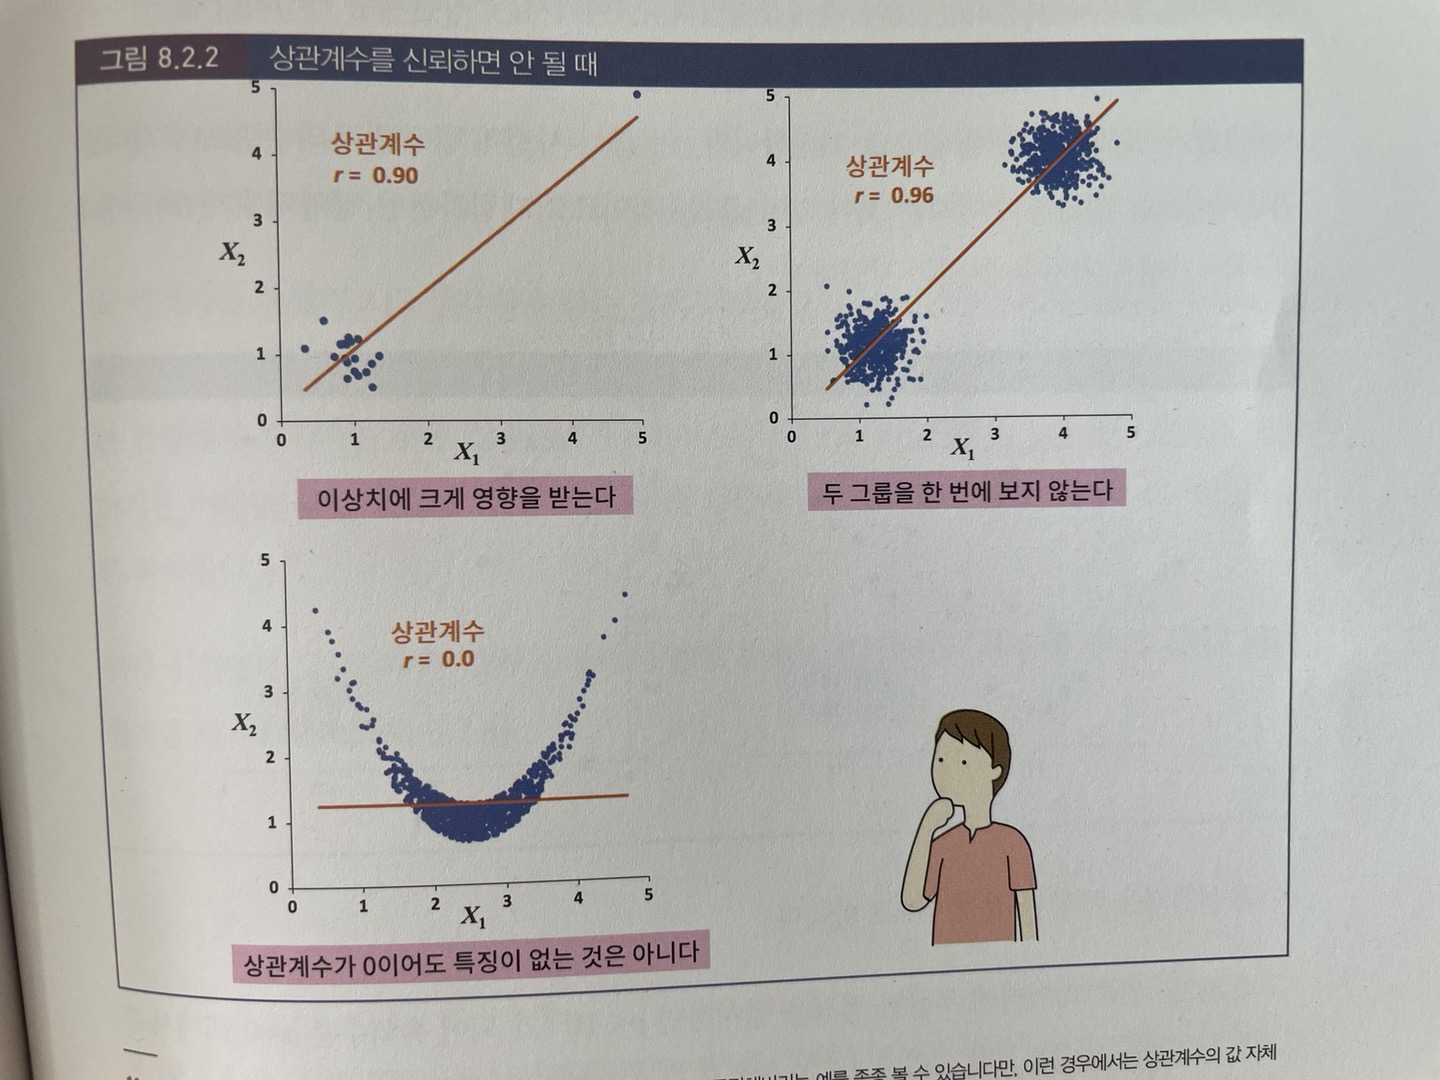 그림 8.2.2 상관계수를 신뢰하면 안 될 때
5
4
3
2
1
0
X₂
상관계수
r = 0.90
0 1 2 3 4 5
X₁
이상치에 크게 영향을 받는다
5
4
3
2
1
0
X₂
상관계수
r = 0.96
0 1 2 3 4 5
X₁
두 그룹을 한 번에 보지 않는다
5
4
3
2
1
0
X₂
상관계수
r = 0.0
0 1 2 3 4 5
X₁
상관계수가 0이어도 특징이 없는 것은 아니다
예를 종종 볼 수 있습니다만, 이런 경우에서는 상관계수의 값 자체